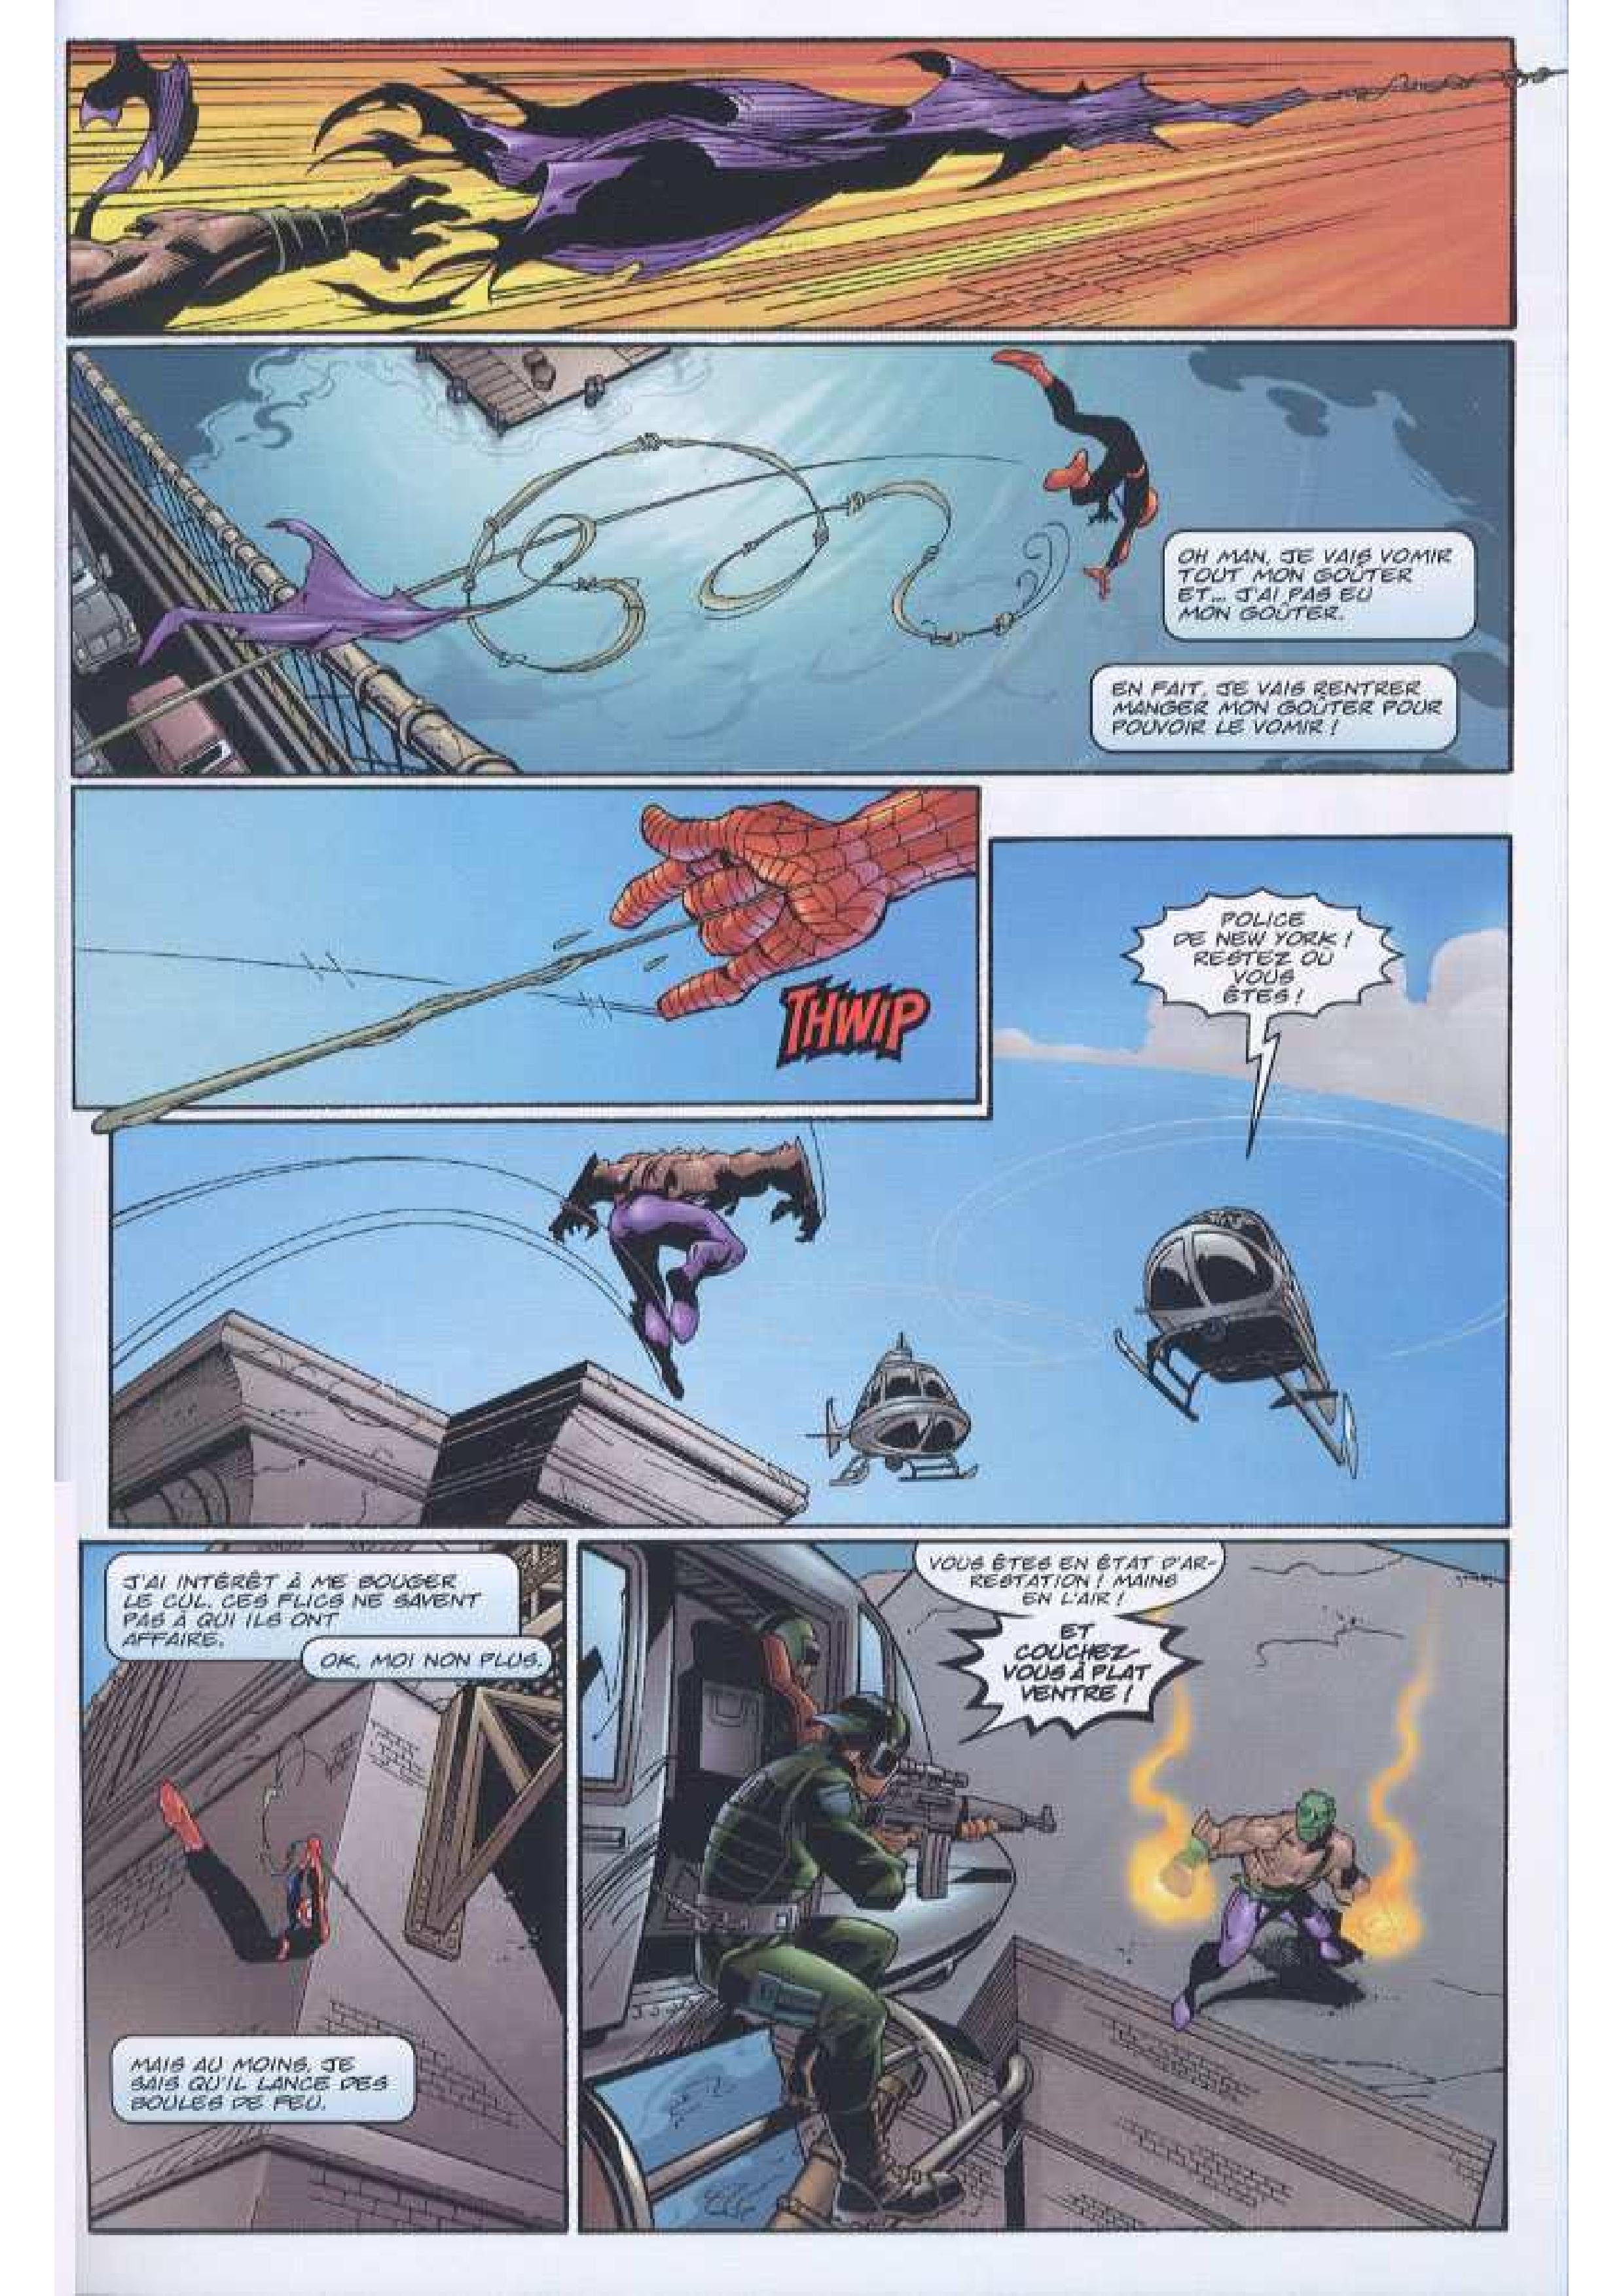 OH MAN, JE VAIS VOMIR
TOUT MON GOÛTER
ET... J'AI PAS EU
MON GOÛTER.
EN FAIT, JE VAIS RENTRER
MANGER MON GOÛTER POUR
POUVOIR LE VOMIR !
THWIP
POLICE
DE NEW YORK !
RESTEZ OÙ
VOUS
ÊTES !
J'AI INTÉRÊT À ME BOUGER
LE CUL. CES FLICS NE SAVENT
PAS À QUI ILS ONT
AFFAIRE.
OK, MOI NON PLUS.
MAIS AU MOINS, JE
SAIS QU'IL LANCE DES
BOULES DE FEU.
VOUS ÊTES EN ÉTAT D'AR-
RESTATION ! MAINS
EN L'AIR !
ET
COUCHEZ-
VOUS À PLAT
VENTRE !